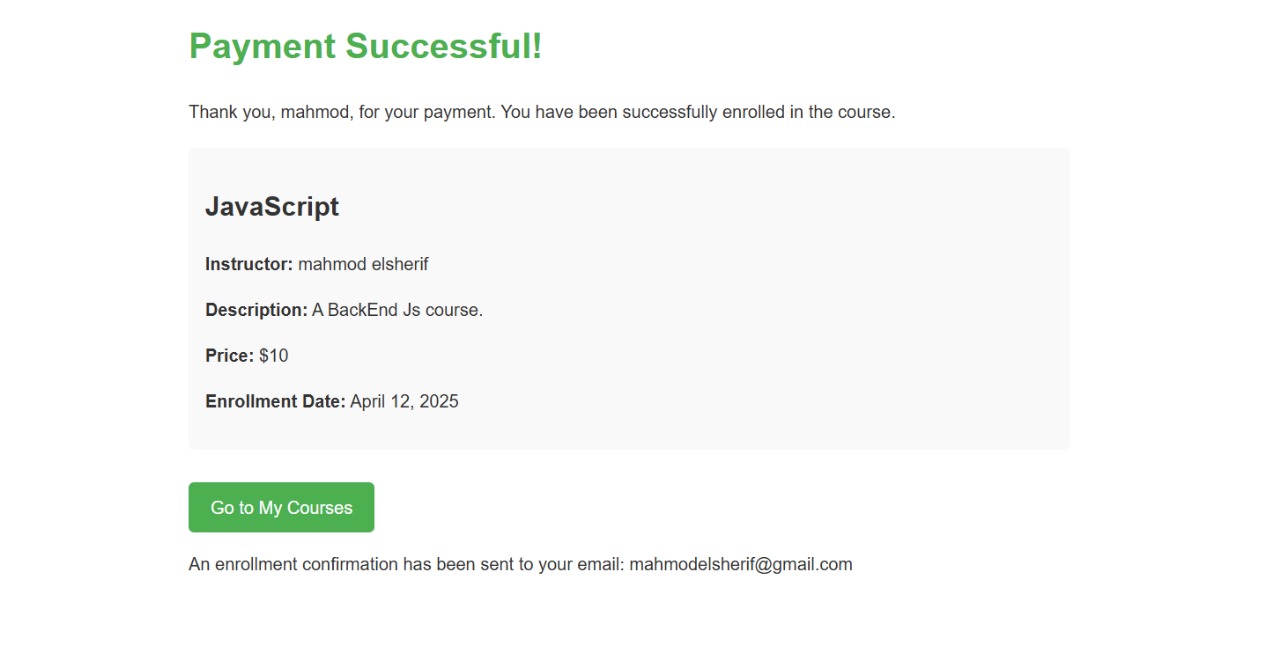 Payment Successful!
Thank you, mahmod, for your payment. You have been successfully enrolled in the course.
JavaScript
Instructor: mahmod elsherif
Description: A BackEnd Js course.
Price: $10
Enrollment Date: April 12, 2025
Go to My Courses
An enrollment confirmation has been sent to your email: mahmodelsherif@gmail.com